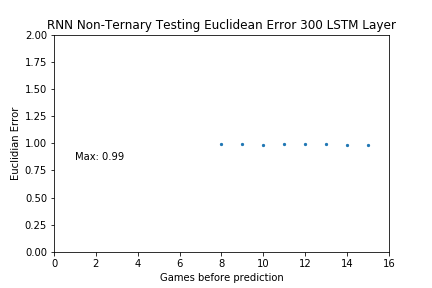 RNN Non-Ternary Testing Euclidean Error 300 LSTM Layer
2.00
1.75
1.50
1.25
1.00
0.75
0.50
0.25
0.00
Euclidian Error
Max: 0.99
0 2 4 6 8 10 12 14 16
Games before prediction